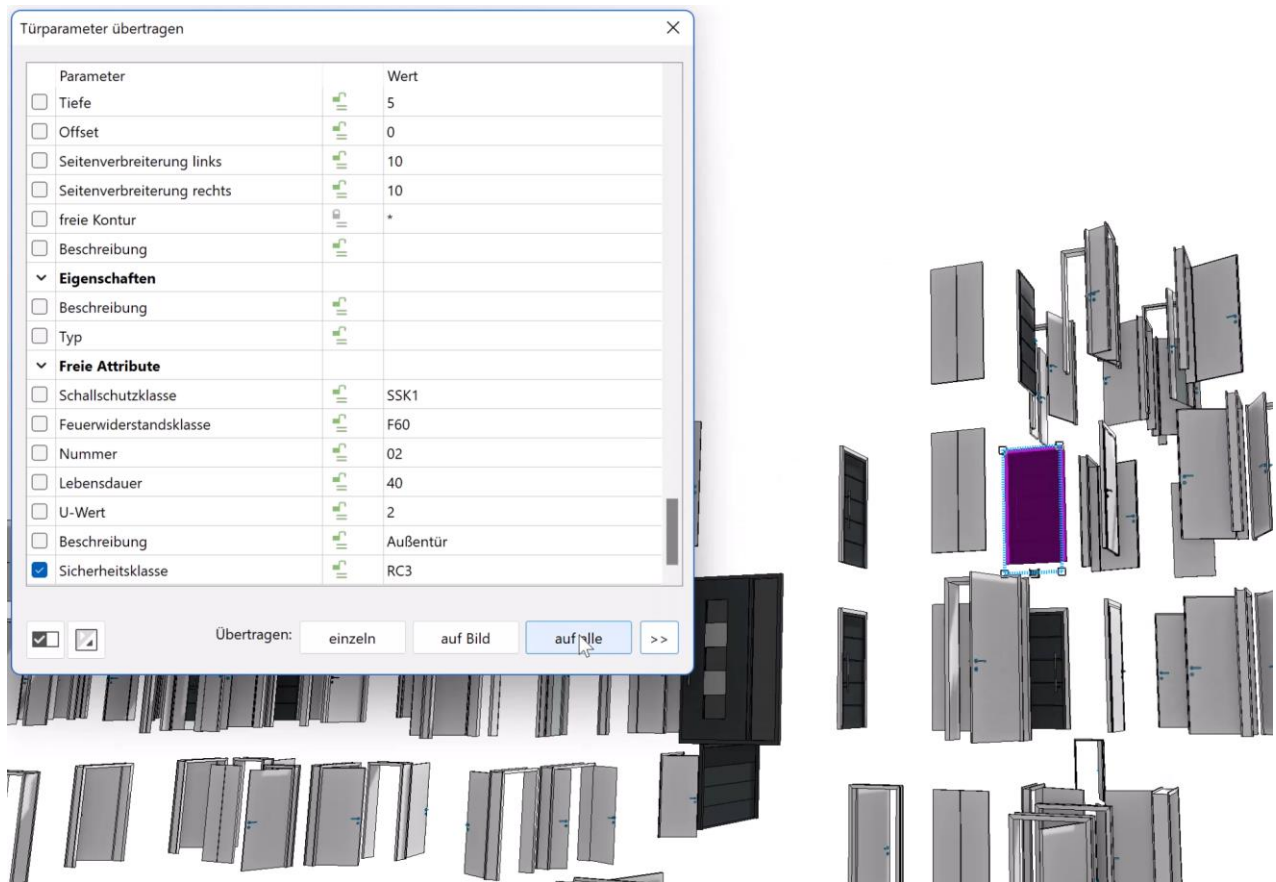 Türparameter übertragen
Parameter Wert
Tiefe 5
Offset 0
Seitenverbreiterung links 10
Seitenverbreiterung rechts 10
freie Kontur *
Beschreibung
Eigenschaften
Beschreibung
Typ
Freie Attribute
Schallschutzklasse SSK1
Feuerwiderstandsklasse F60
Nummer 02
Lebensdauer 40
U-Wert 2
Beschreibung Außentür
Sicherheitsklasse RC3
Übertragen: einzeln auf Bild auf alle >>